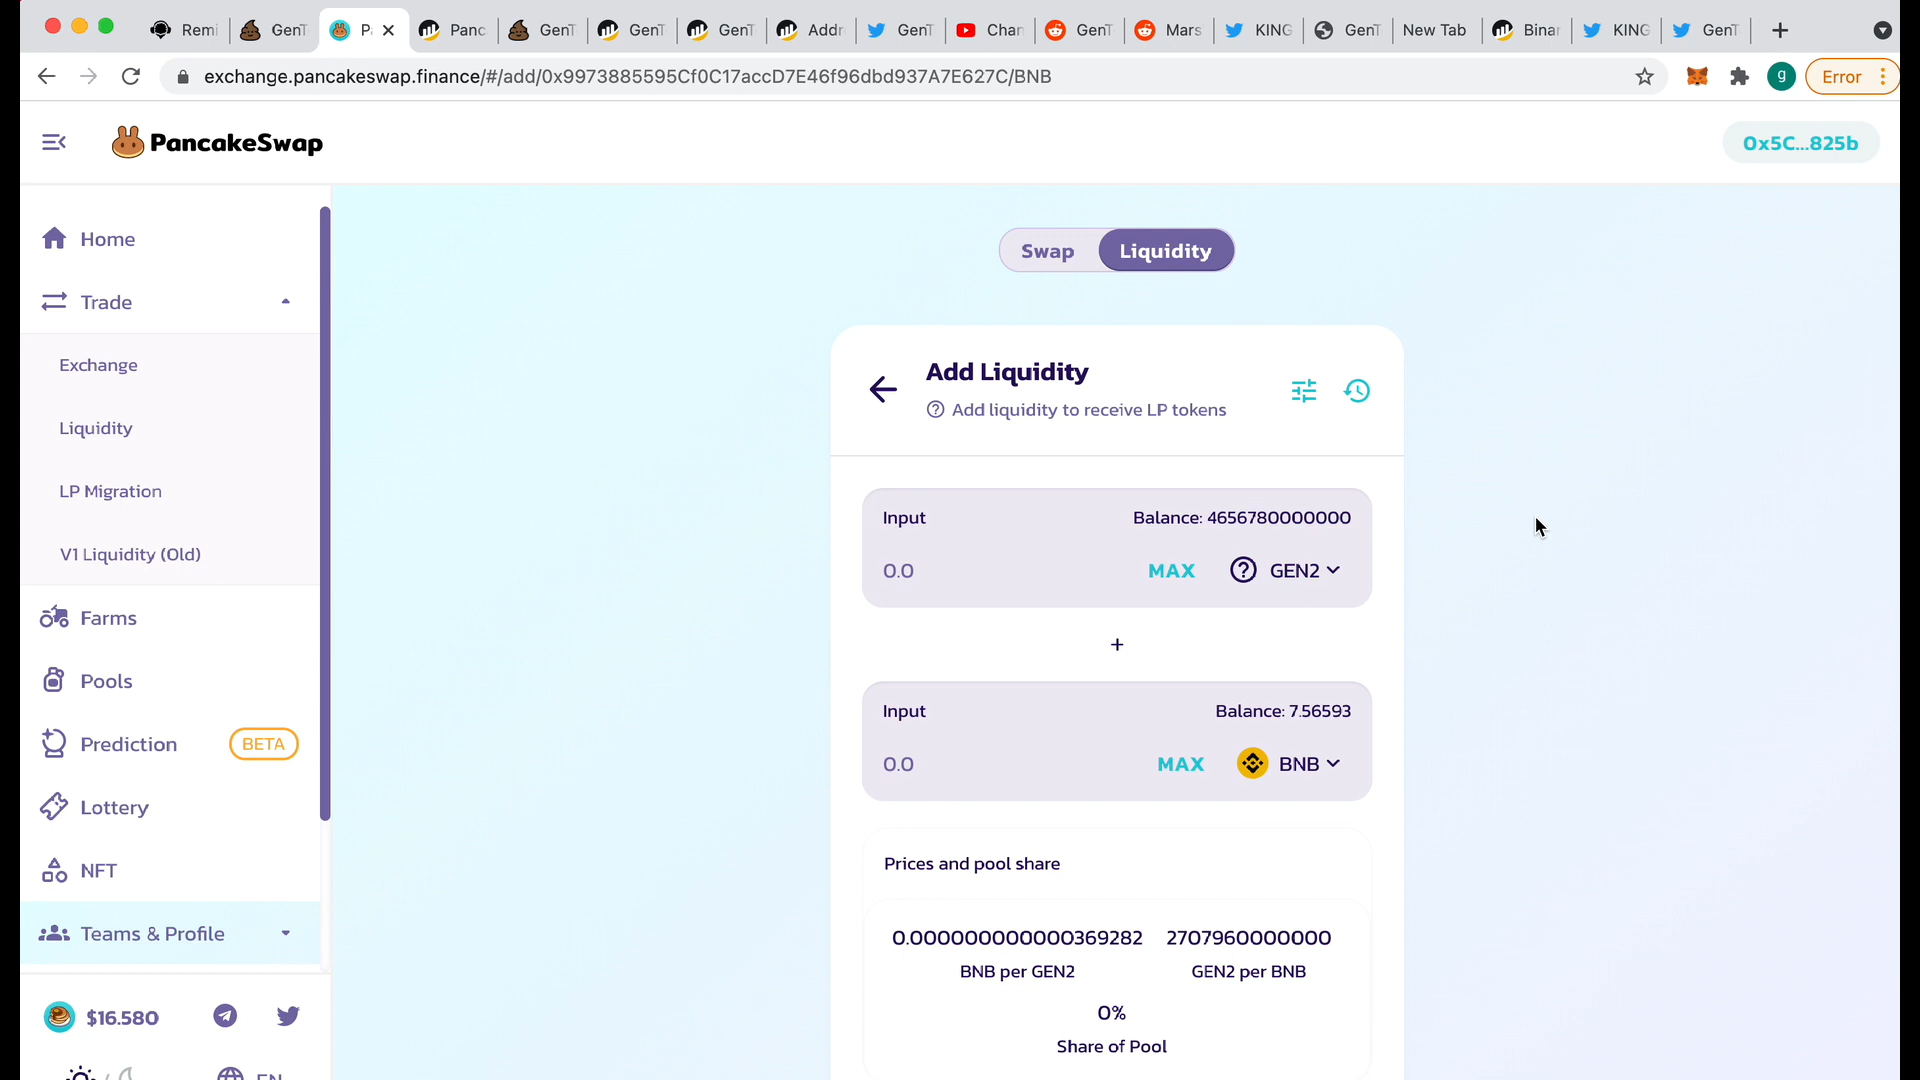 Remi
GenT
P
Panc
GenT
GenT
GenT
Addr
GenT
Chan
GenT
Mars
KING
GenT
New Tab
Binar
KING
GenT
exchange.pancakeswap.finance/#/add/0x9973885595Cf0C17accD7E46f96dbd937A7E627C/BNB
g
Error
PancakeSwap
0x5C...825b
Home
Trade
Exchange
Liquidity
LP Migration
V1 Liquidity (Old)
Farms
Pools
Prediction BETA
Lottery
NFT
Teams & Profile
$16.580
EN
Swap Liquidity
Add Liquidity
Add liquidity to receive LP tokens
Input Balance: 4656780000000
0.0 MAX GEN2
+
Input Balance: 7.56593
0.0 MAX BNB
Prices and pool share
0.000000000000369282 2707960000000
BNB per GEN2 GEN2 per BNB
0%
Share of Pool